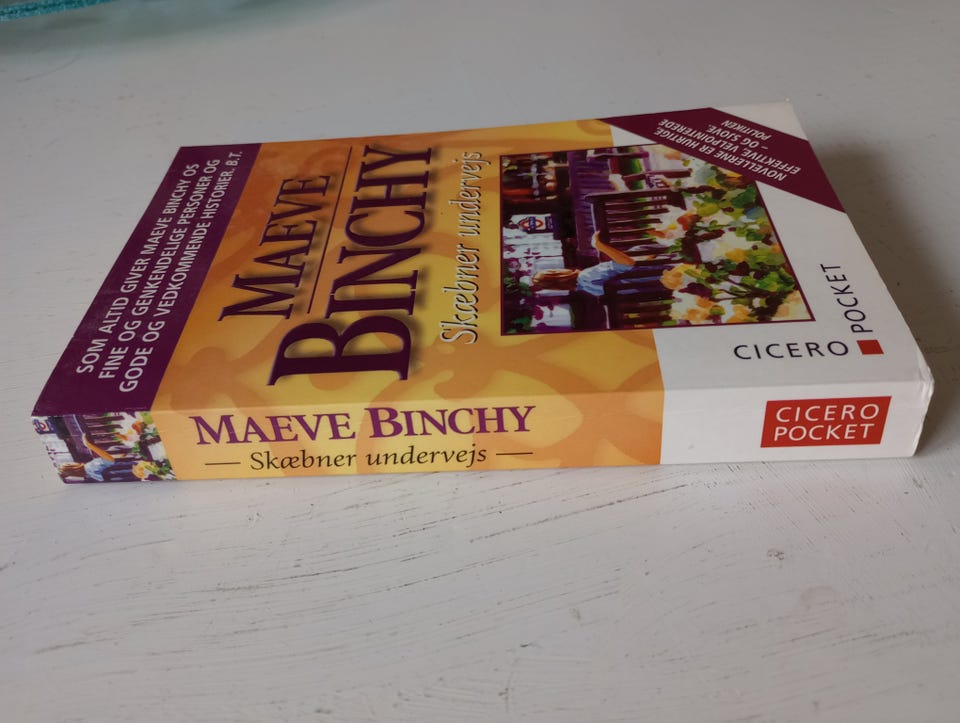 SOM ALTID GIVER MAEVE BINCHY OS
FINE OG GENKENDELIGE PERSONER OG
GODE OG VEDKOMMENDE HISTORIER. B.T.
MAEVE
BINCHY
Skæbner undervejs
NOVELLERNE ER HURTIGE,
EFFEKTIVE, VELPOINTEREDE
– OG SJOVE.
POLITIKEN
CICERO POCKET
MAEVE BINCHY
— Skæbner undervejs —
CICERO
POCKET